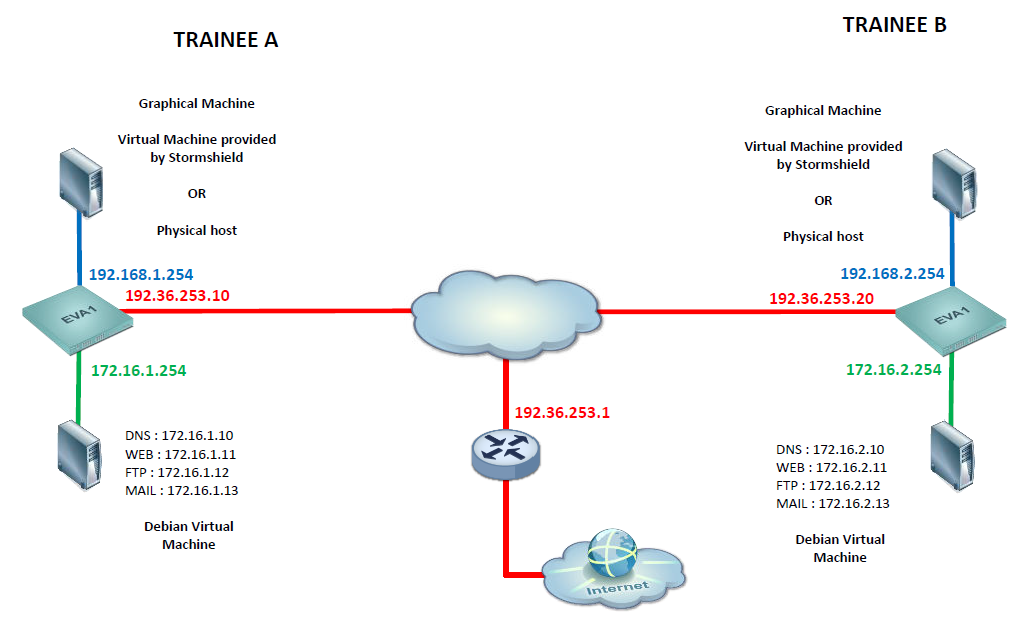 TRAINEE A
TRAINEE B
Graphical Machine
Virtual Machine provided
by Stormshield
OR
Physical host
192.168.1.254
192.36.253.10
EVA1
172.16.1.254
DNS : 172.16.1.10
WEB : 172.16.1.11
FTP : 172.16.1.12
MAIL : 172.16.1.13
Debian Virtual
Machine
192.36.253.1
Internet
Graphical Machine
Virtual Machine provided
by Stormshield
OR
Physical host
192.168.2.254
192.36.253.20
EVA1
172.16.2.254
DNS : 172.16.2.10
WEB : 172.16.2.11
FTP : 172.16.2.12
MAIL : 172.16.2.13
Debian Virtual
Machine